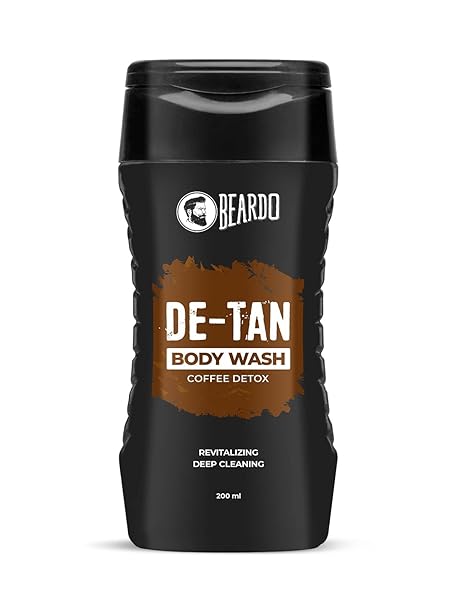 BEARDO
DE-TAN
BODY WASH
COFFEE DETOX
REVITALIZING
DEEP CLEANING
200 ml